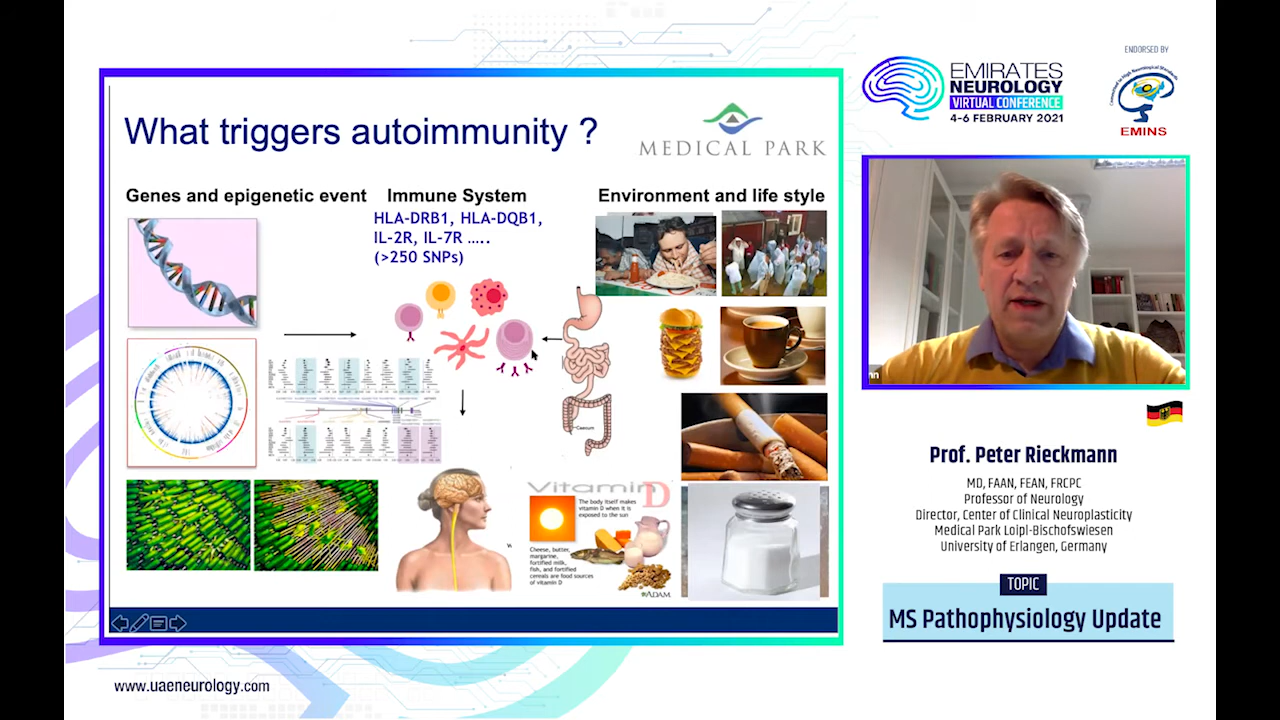 What triggers autoimmunity ?
MEDICAL PARK
Genes and epigenetic event
Immune System
HLA-DRB1, HLA-DQB1,
IL-2R, IL-7R …..
(>250 SNPs)
Environment and life style
Caecum
Vitamin D
The body itself makes
vitamin D when it is
exposed to the sun
Cheese, butter,
margarine,
fortified milk,
fish, and fortified
cereals are food sources
of vitamin D
ADAM
EMIRATES
NEUROLOGY
VIRTUAL CONFERENCE
4-6 FEBRUARY 2021
ENDORSED BY
EMINS
nn
Prof. Peter Rieckmann
MD, FAAN, FEAN, FRCPC
Professor of Neurology
Director, Center of Clinical Neuroplasticity
Medical Park Loipl-Bischofswiesen
University of Erlangen, Germany
TOPIC
MS Pathophysiology Update
www.uaeneurology.com